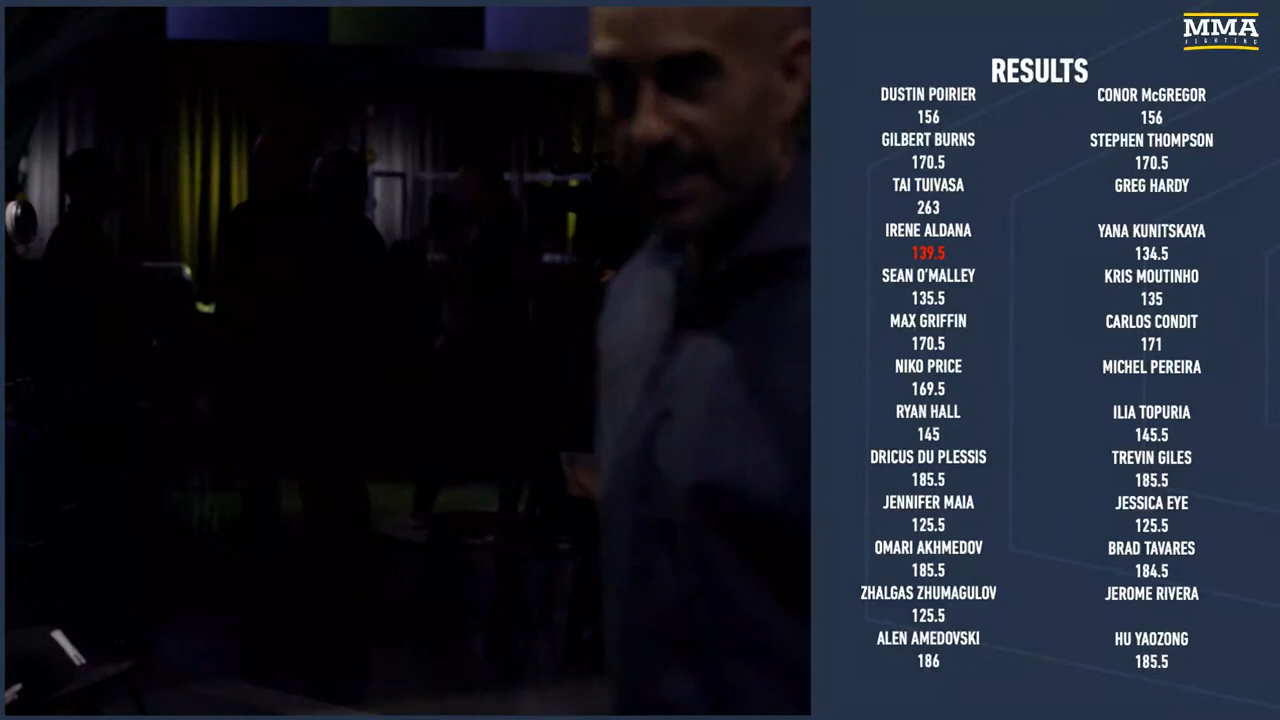 MMA
FIGHTING
RESULTS
DUSTIN POIRIER CONOR McGREGOR
156 156
GILBERT BURNS STEPHEN THOMPSON
170.5 170.5
TAI TUIVASA GREG HARDY
263
IRENE ALDANA YANA KUNITSKAYA
139.5 134.5
SEAN O'MALLEY KRIS MOUTINHO
135.5 135
MAX GRIFFIN CARLOS CONDIT
170.5 171
NIKO PRICE MICHEL PEREIRA
169.5
RYAN HALL ILIA TOPURIA
145 145.5
DRICUS DU PLESSIS TREVIN GILES
185.5 185.5
JENNIFER MAIA JESSICA EYE
125.5 125.5
OMARI AKHMEDOV BRAD TAVARES
185.5 184.5
ZHALGAS ZHUMAGULOV JEROME RIVERA
125.5
ALEN AMEDOVSKI HU YAOZONG
186 185.5